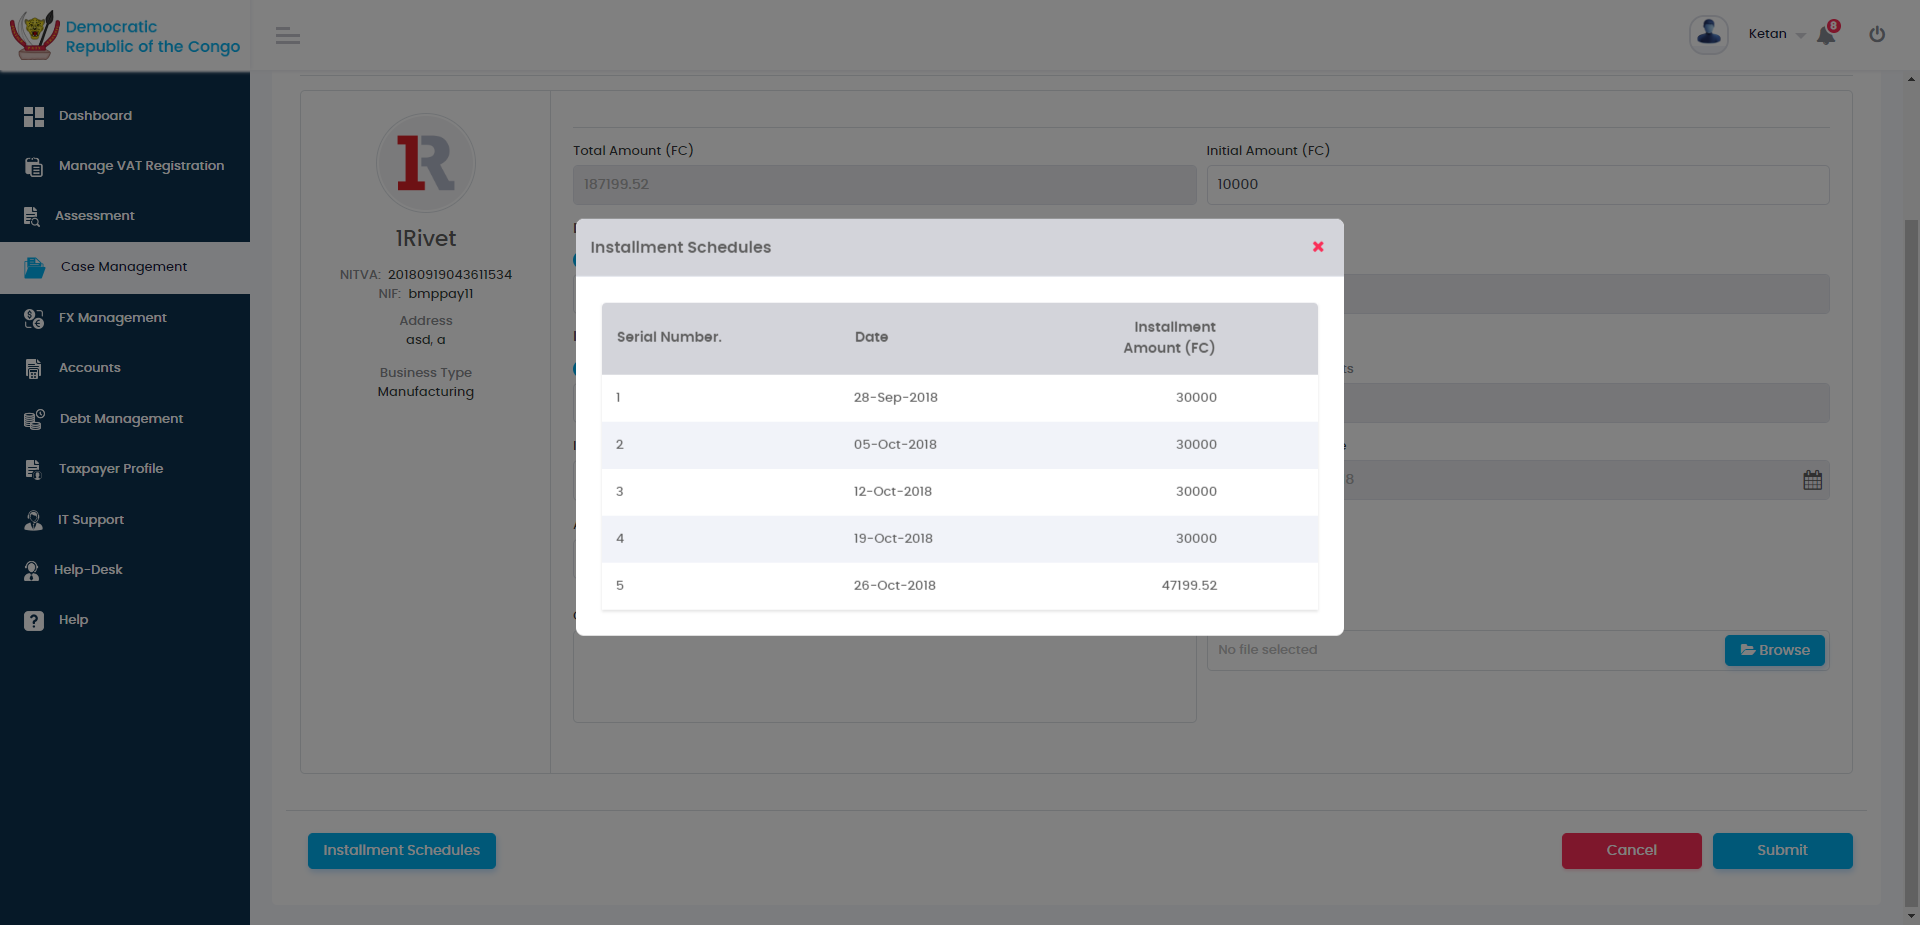 Democratic
Republic of the Congo
Ketan
8
Dashboard
Manage VAT Registration
Assessment
Case Management
FX Management
Accounts
Debt Management
Taxpayer Profile
IT Support
Help-Desk
Help
1R
1Rivet
NITVA: 20180919043611534
NIF: bmppay11
Address
asd, a
Business Type
Manufacturing
Total Amount (FC)
Initial Amount (FC)
187199.52
10000
Installment Schedules
Serial Number.
Date
Installment
Amount (FC)
1
28-Sep-2018
30000
2
05-Oct-2018
30000
3
12-Oct-2018
30000
4
19-Oct-2018
30000
5
26-Oct-2018
47199.52
No file selected
Browse
Installment Schedules
Cancel
Submit